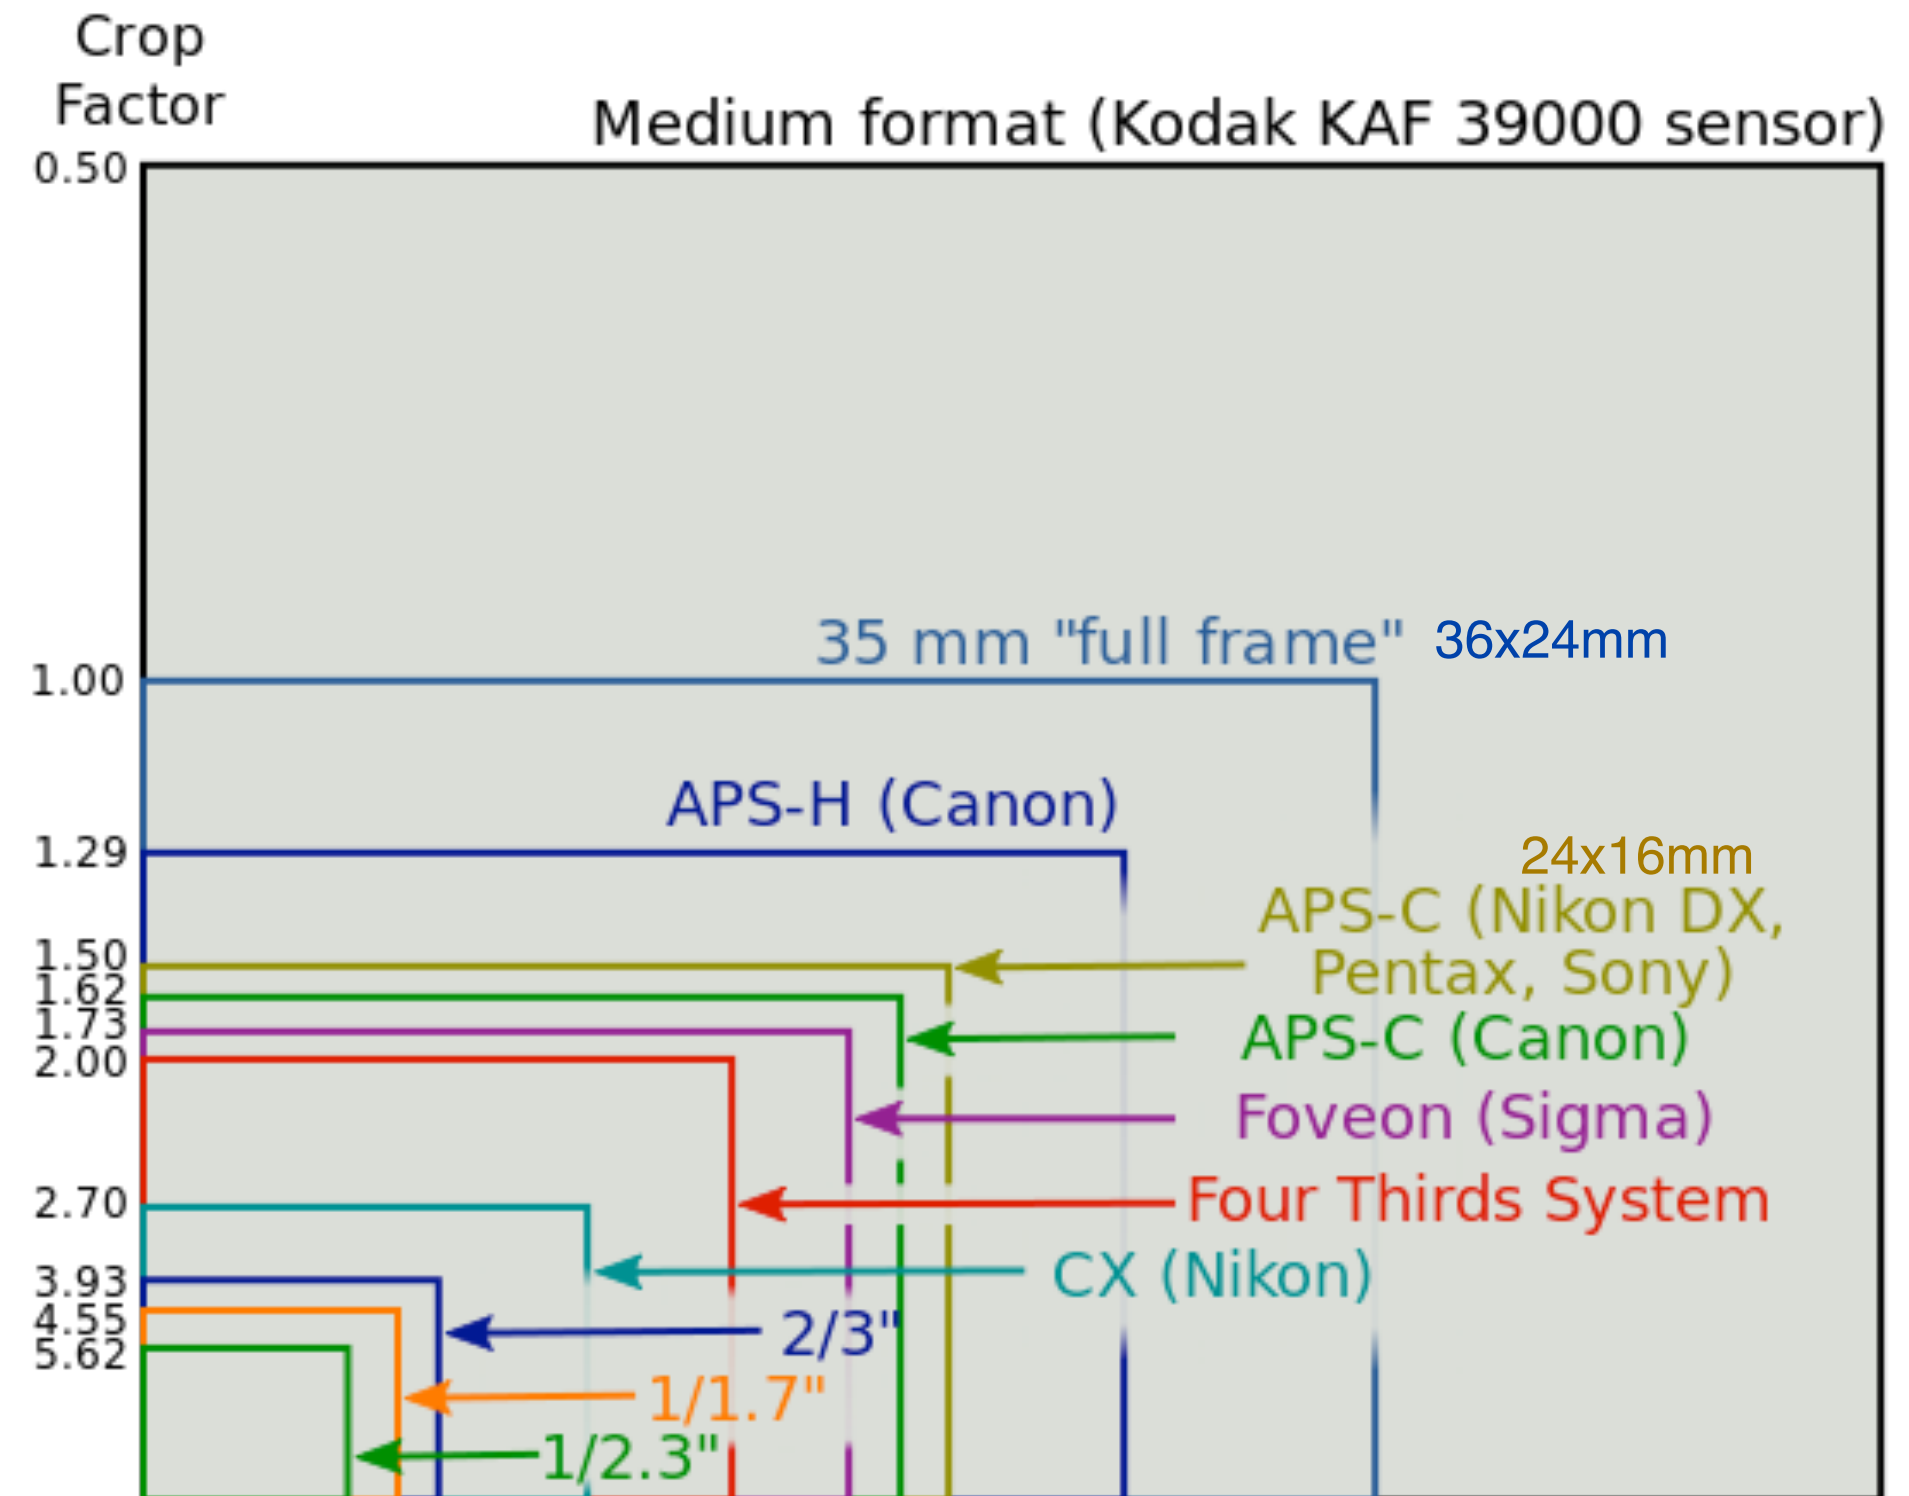 Crop
Factor
Medium format (Kodak KAF 39000 sensor)
0.50
35 mm "full frame" 36x24mm
1.00
APS-H (Canon)
1.29
24x16mm
APS-C (Nikon DX,
Pentax, Sony)
1.50
1.62
1.73
APS-C (Canon)
2.00
Foveon (Sigma)
Four Thirds System
2.70
CX (Nikon)
3.93
4.55
2/3"
5.62
1/1.7"
1/2.3"